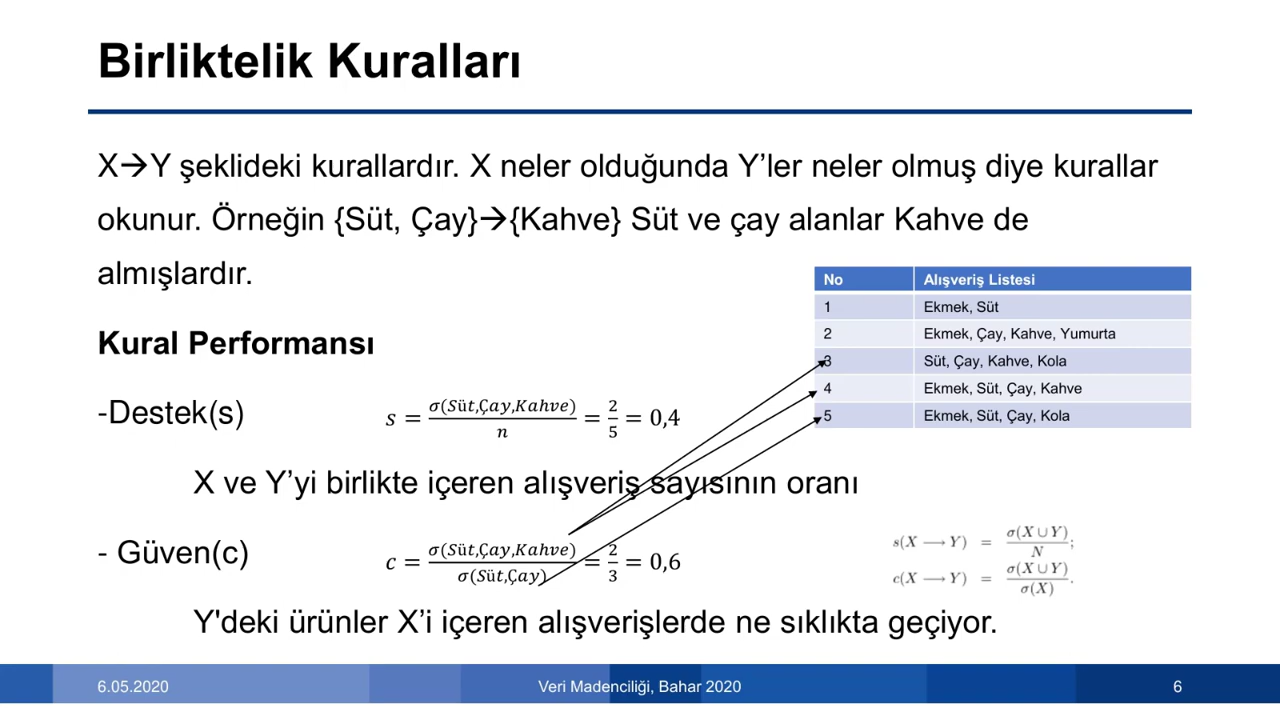 Birliktelik Kuralları
X→Y şeklideki kurallardır. X neler olduğunda Y’ler neler olmuş diye kurallar
okunur. Örneğin {Süt, Çay}→{Kahve} Süt ve çay alanlar Kahve de
almışlardır.
No Alışveriş Listesi
1 Ekmek, Süt
2 Ekmek, Çay, Kahve, Yumurta
3 Süt, Çay, Kahve, Kola
4 Ekmek, Süt, Çay, Kahve
5 Ekmek, Süt, Çay, Kola
Kural Performansı
-Destek(s) s = σ(Süt,Çay,Kahve)/n = 2/5 = 0,4
X ve Y’yi birlikte içeren alışveriş sayısının oranı
- Güven(c) c = σ(Süt,Çay,Kahve)/σ(Süt,Çay) = 2/3 = 0,6
s(X → Y) = σ(X ∪ Y)/N;
c(X → Y) = σ(X ∪ Y)/σ(X).
Y'deki ürünler X’i içeren alışverişlerde ne sıklıkta geçiyor.
6.05.2020 Veri Madenciliği, Bahar 2020 6